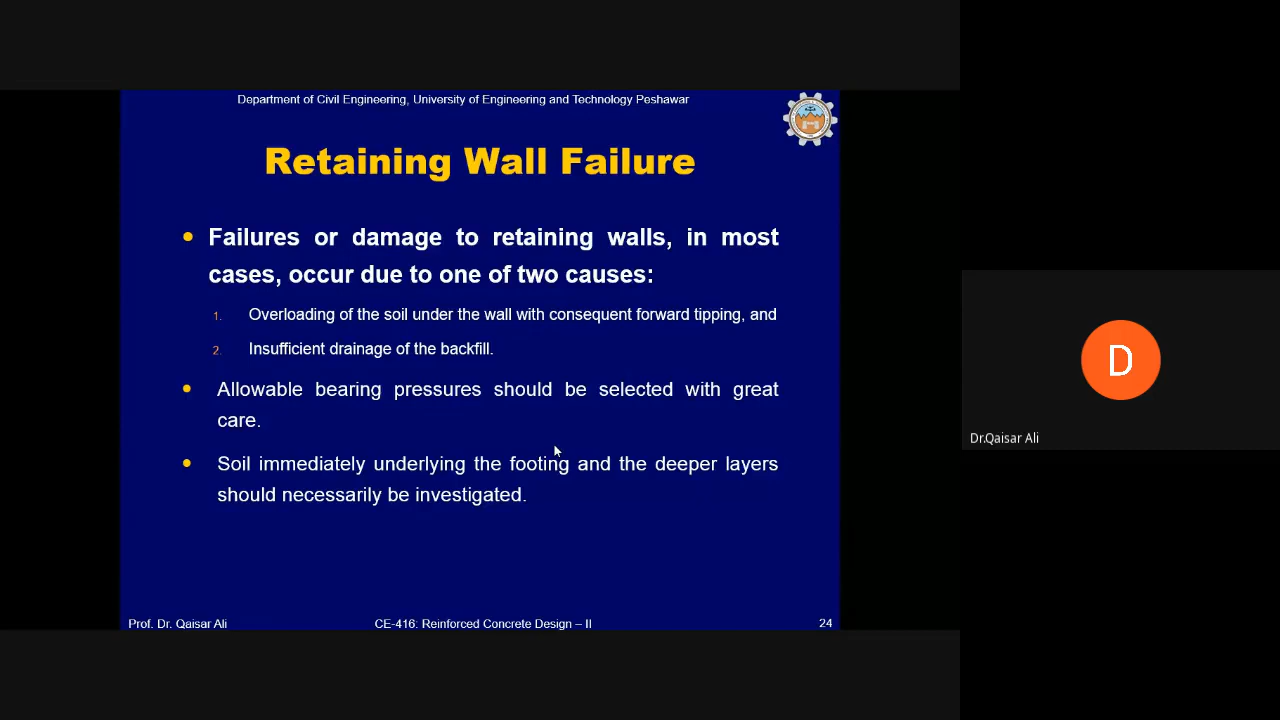 Department of Civil Engineering, University of Engineering and Technology Peshawar
Retaining Wall Failure
• Failures or damage to retaining walls, in most
cases, occur due to one of two causes:
1. Overloading of the soil under the wall with consequent forward tipping, and
2. Insufficient drainage of the backfill.
• Allowable bearing pressures should be selected with great
care.
• Soil immediately underlying the footing and the deeper layers
should necessarily be investigated.
Prof. Dr. Qaisar Ali
CE-416: Reinforced Concrete Design – II
24
D
Dr.Qaisar Ali